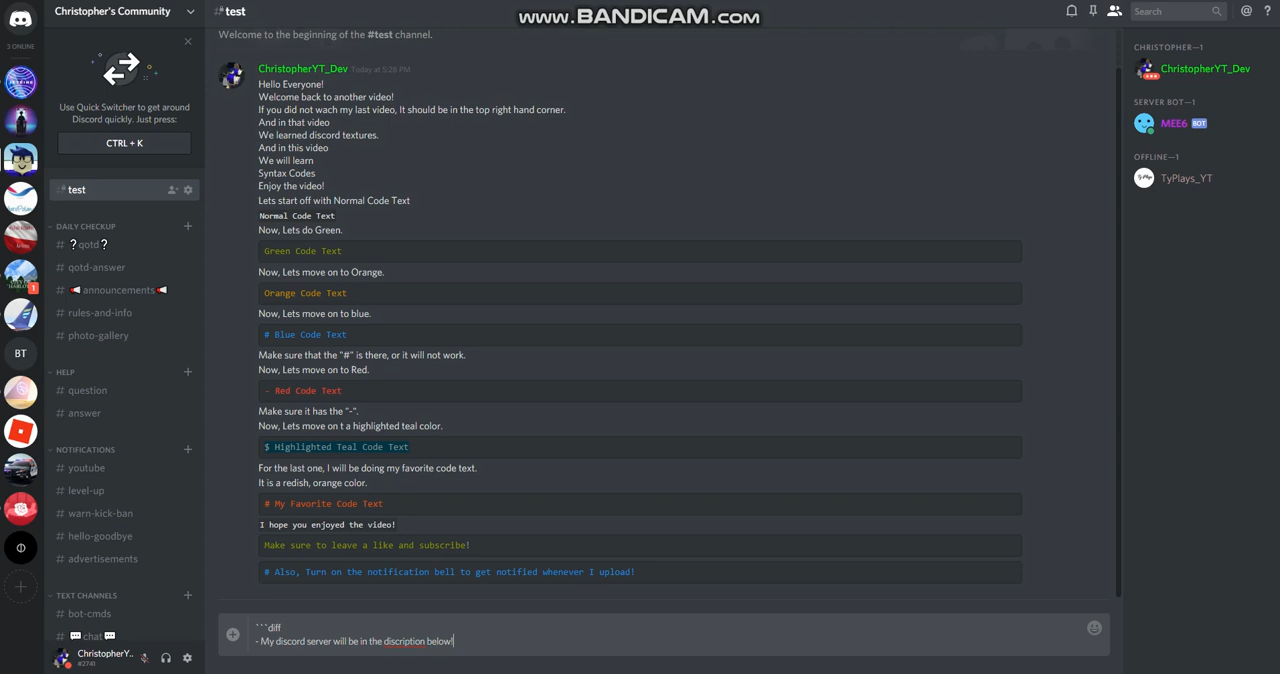 www.BANDICAM.com
Christopher's Community
#test
Search
3 ONLINE
Use Quick Switcher to get around
Discord quickly. Just press:
CTRL + K
test
DAILY CHECKUP
# ❓qotd❓
# qotd-answer
# 📢announcements📢
# rules-and-info
# photo-gallery
HELP
# question
# answer
NOTIFICATIONS
# youtube
# level-up
# warn-kick-ban
# hello-goodbye
# advertisements
TEXT CHANNELS
# bot-cmds
# 💬chat💬
ChristopherY...
#2741
BT
1
Welcome to the beginning of the #test channel.
ChristopherYT_Dev Today at 5:28 PM
Hello Everyone!
Welcome back to another video!
If you did not wach my last video, It should be in the top right hand corner.
And in that video
We learned discord textures.
And in this video
We will learn
Syntax Codes
Enjoy the video!
Lets start off with Normal Code Text
Normal Code Text
Now, Lets do Green.
Green Code Text
Now, Lets move on to Orange.
Orange Code Text
Now, Lets move on to blue.
# Blue Code Text
Make sure that the "#" is there, or it will not work.
Now, Lets move on to Red.
- Red Code Text
Make sure it has the "-".
Now, Lets move on t a highlighted teal color.
$ Highlighted Teal Code Text
For the last one, I will be doing my favorite code text.
It is a redish, orange color.
# My Favorite Code Text
I hope you enjoyed the video!
Make sure to leave a like and subscribe!
# Also, Turn on the notification bell to get notified whenever I upload!
```diff
- My discord server will be in the discription below!
CHRISTOPHER—1
ChristopherYT_Dev
SERVER BOT—1
MEE6 BOT
OFFLINE—1
TyPlays_YT